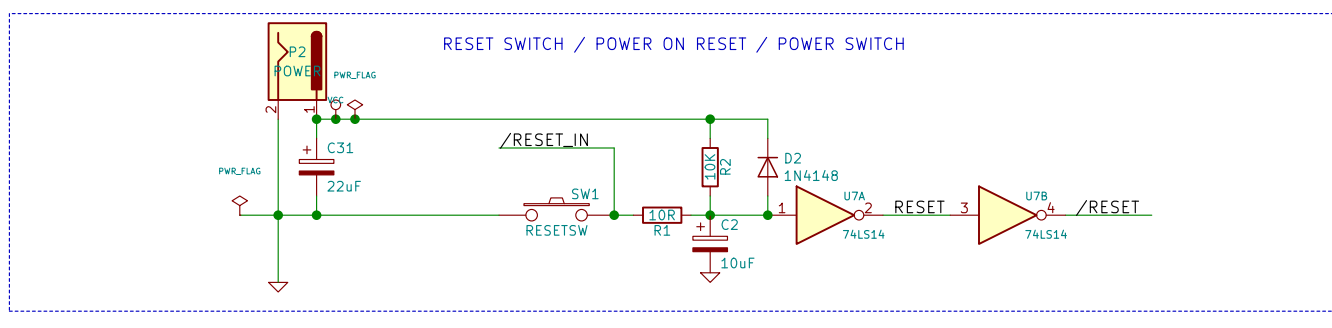 RESET SWITCH / POWER ON RESET / POWER SWITCH
P2
POWER
PWR_FLAG
VCC
2
1
/RESET_IN
+
C31
22uF
10K
R2
D2
1N4148
PWR_FLAG
SW1
RESETSW
10R
R1
+
C2
10uF
1
U7A
2
74LS14
RESET
3
U7B
4
74LS14
/RESET